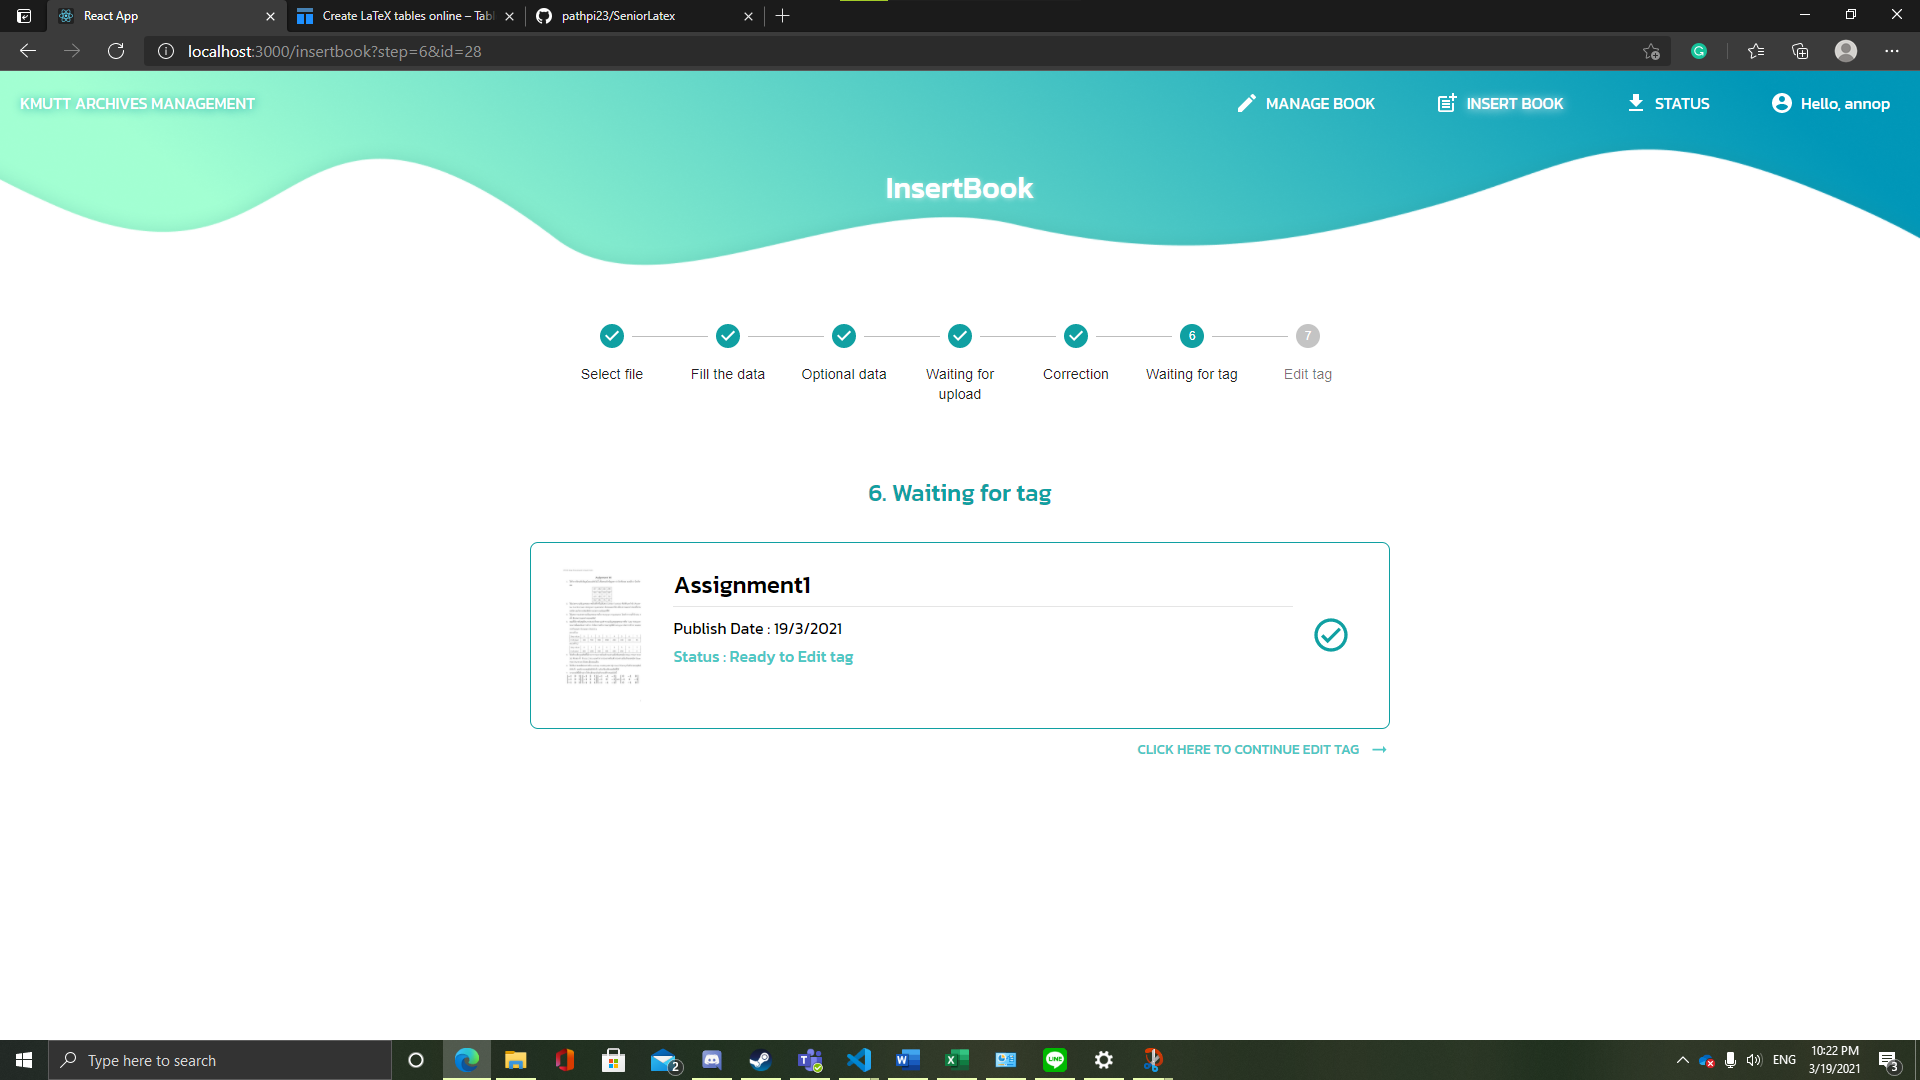 React App
Create LaTeX tables online – Tabl
pathpi23/SeniorLatex
localhost:3000/insertbook?step=6&id=28
KMUTT ARCHIVES MANAGEMENT
MANAGE BOOK
INSERT BOOK
STATUS
Hello, annop
InsertBook
6
7
Select file
Fill the data
Optional data
Waiting for
upload
Correction
Waiting for tag
Edit tag
6. Waiting for tag
Assignment1
Publish Date : 19/3/2021
Status : Ready to Edit tag
CLICK HERE TO CONTINUE EDIT TAG
Type here to search
2
LINE
ENG
10:22 PM
3/19/2021
3